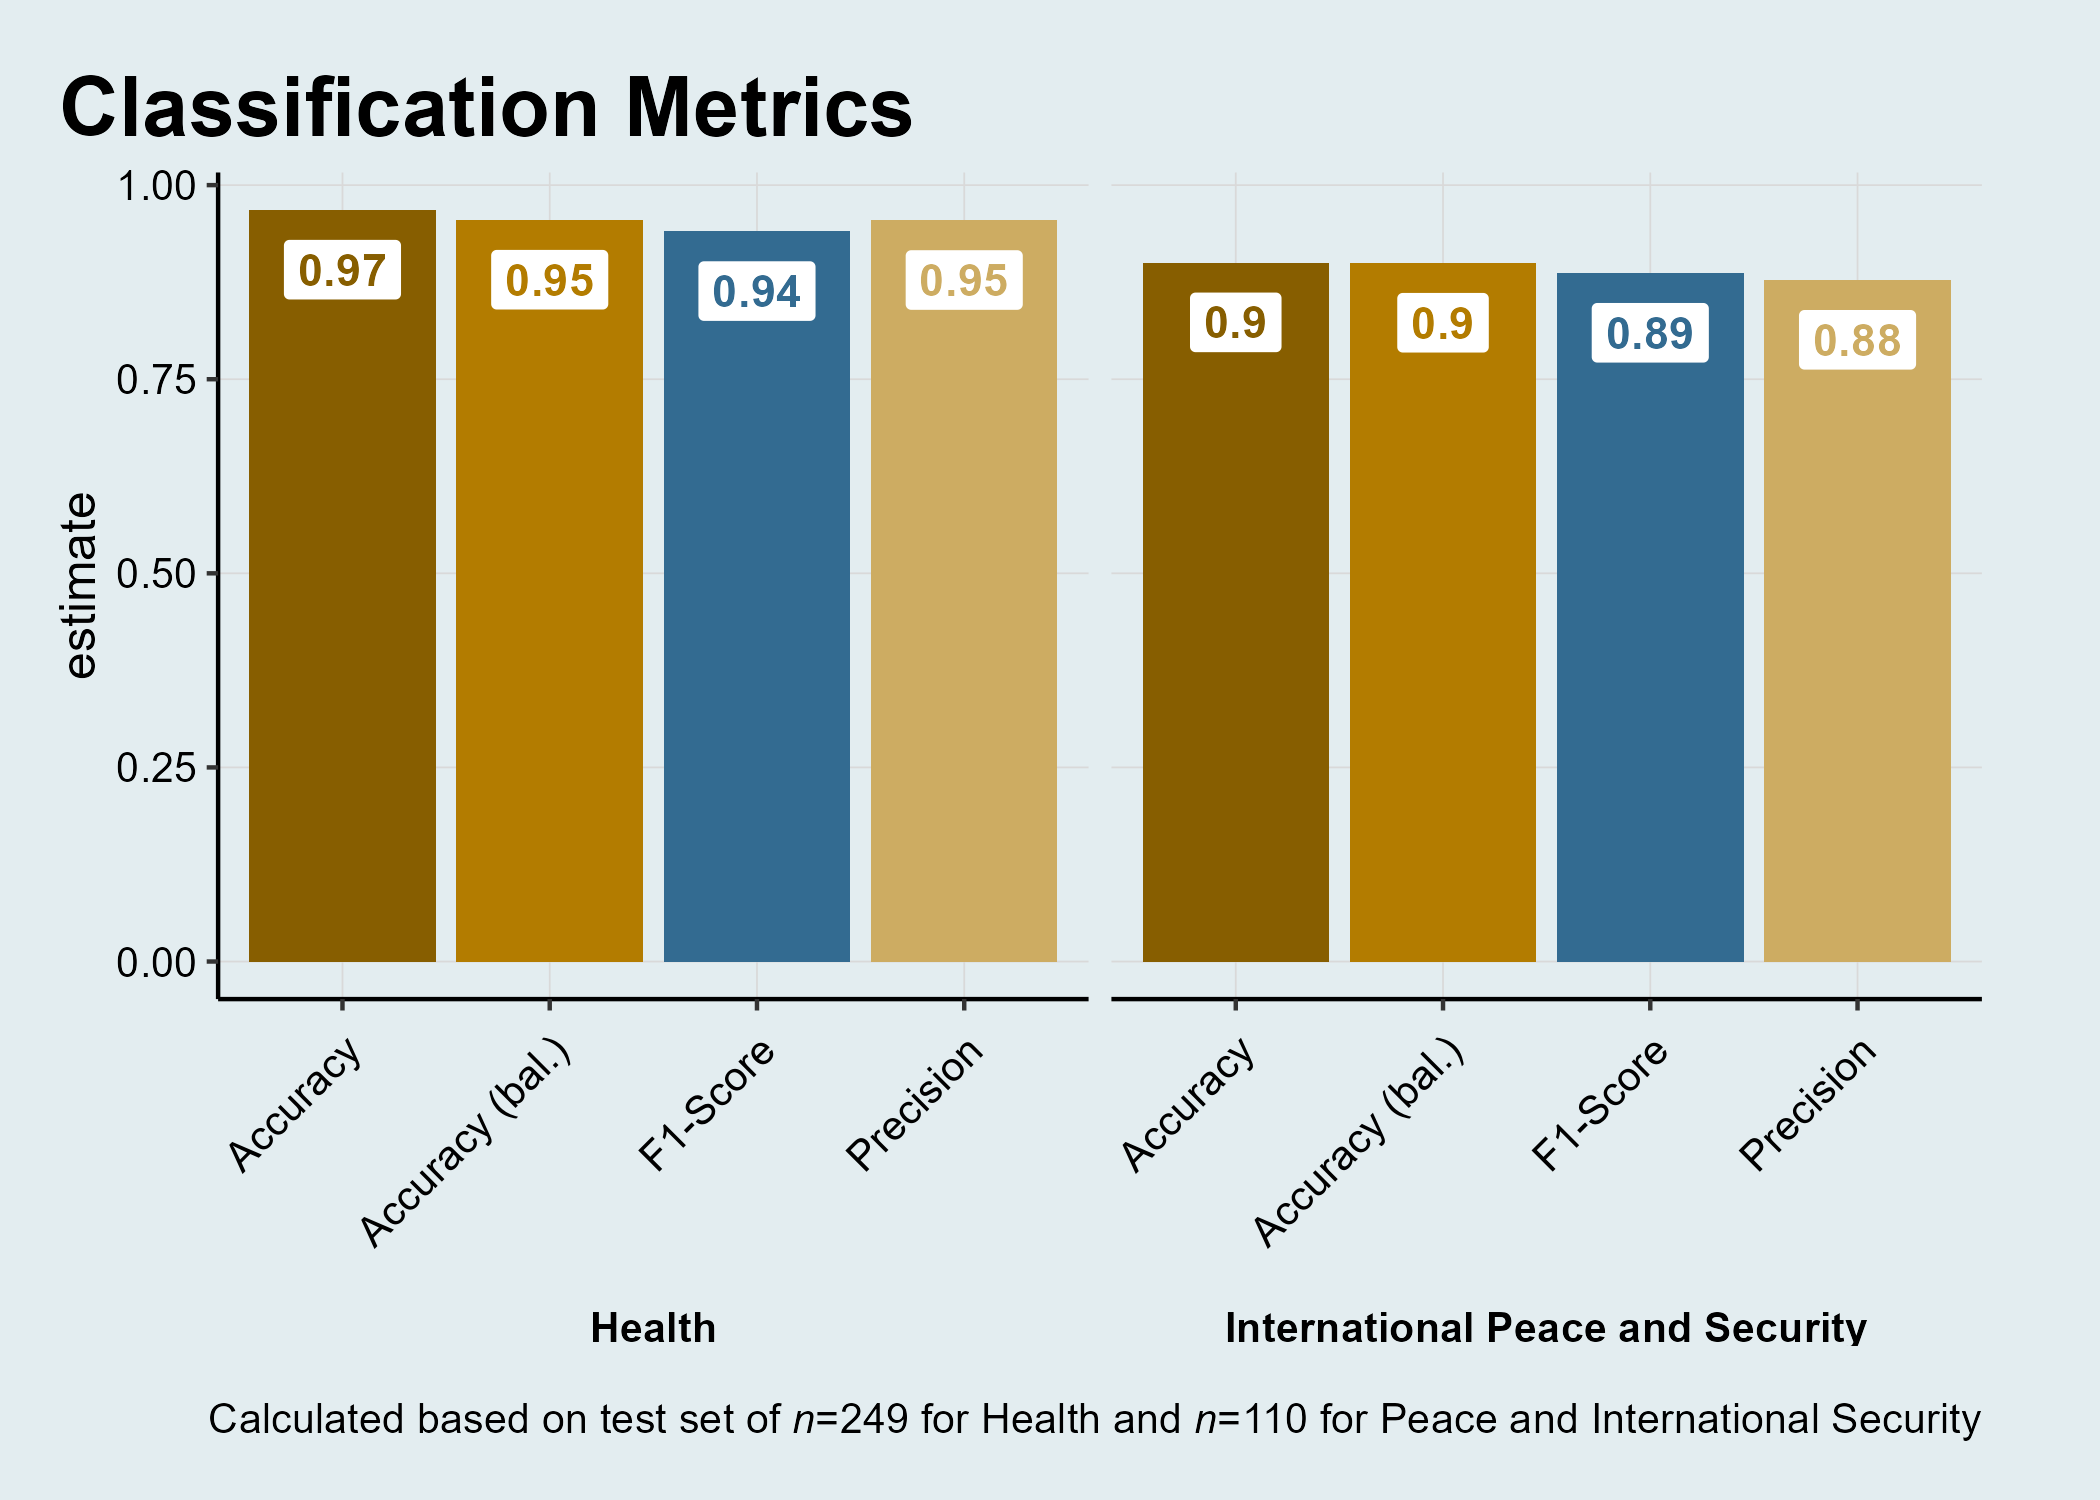 Classification Metrics
estimate
1.00
0.75
0.50
0.25
0.00
0.97
0.95
0.94
0.95
0.9
0.9
0.89
0.88
Accuracy
Accuracy (bal.)
F1-Score
Precision
Accuracy
Accuracy (bal.)
F1-Score
Precision
Health
International Peace and Security
Calculated based on test set of n=249 for Health and n=110 for Peace and International Security